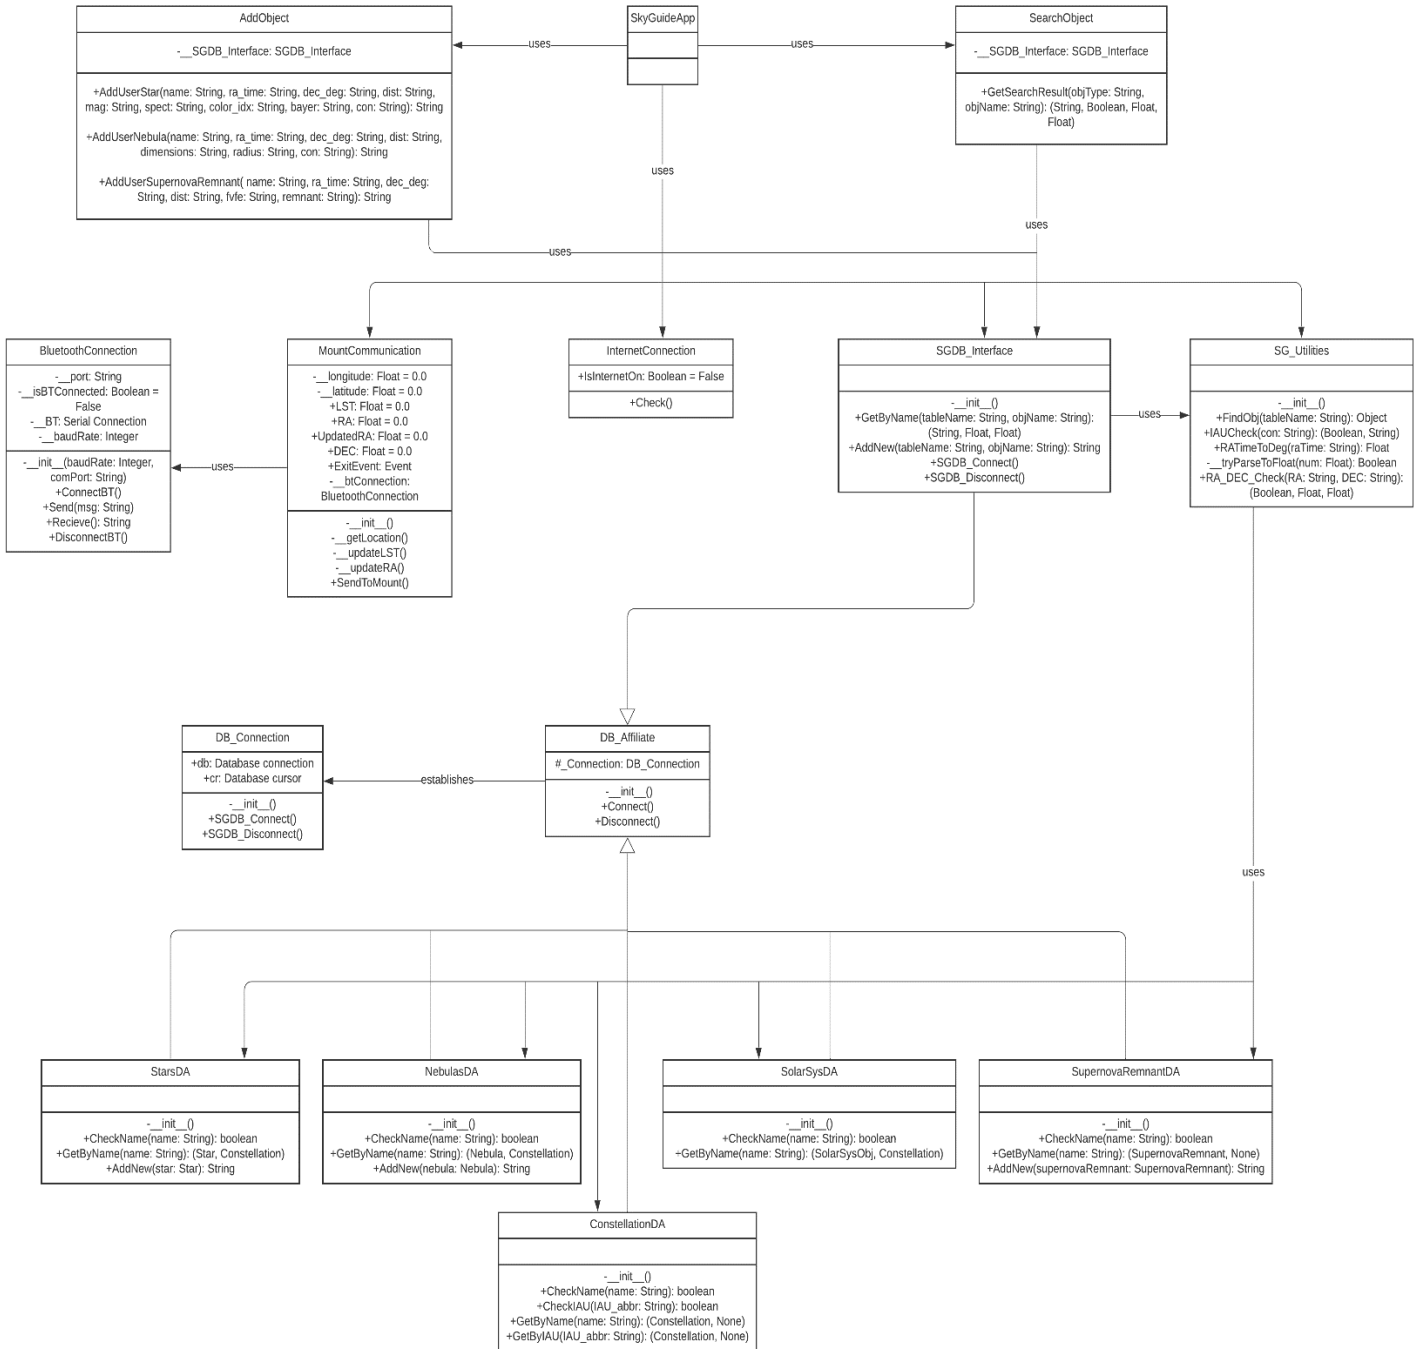 AddObject
-__SGDB_Interface: SGDB_Interface
+AddUserStar(name: String, ra_time: String, dec_deg: String, dist: String,
mag: String, spect: String, color_idx: String, bayer: String, con: String): String
+AddUserNebula(name: String, ra_time: String, dec_deg: String, dist: String,
dimensions: String, radius: String, con: String): String
+AddUserSupernovaRemnant( name: String, ra_time: String, dec_deg:
String, dist: String, fvfe: String, remnant: String): String
uses
SkyGuideApp
uses
SearchObject
-__SGDB_Interface: SGDB_Interface
+GetSearchResult(objType: String,
objName: String): (String, Boolean, Float,
Float)
uses
uses
uses
BluetoothConnection
-__port: String
-__isBTConnected: Boolean =
False
-__BT: Serial Connection
-__baudRate: Integer
-__init__(baudRate: Integer,
comPort: String)
+ConnectBT()
+Send(msg: String)
+Recieve(): String
+DisconnectBT()
uses
MountCommunication
-__longitude: Float = 0.0
-__latitude: Float = 0.0
+LST: Float = 0.0
+RA: Float = 0.0
+UpdatedRA: Float = 0.0
+DEC: Float = 0.0
+ExitEvent: Event
-__btConnection:
BluetoothConnection
-__init__()
-__getLocation()
-__updateLST()
-__updateRA()
+SendToMount()
InternetConnection
+IsInternetOn: Boolean = False
+Check()
SGDB_Interface
-__init__()
+GetByName(tableName: String, objName: String):
(String, Float, Float)
+AddNew(tableName: String, objName: String): String
+SGDB_Connect()
+SGDB_Disconnect()
uses
SG_Utilities
-__init__()
+FindObj(tableName: String): Object
+IAUCheck(con: String): (Boolean, String)
+RATimeToDeg(raTime: String): Float
-__tryParseToFloat(num: Float): Boolean
+RA_DEC_Check(RA: String, DEC: String):
(Boolean, Float, Float)
DB_Connection
+db: Database connection
+cr: Database cursor
-__init__()
+SGDB_Connect()
+SGDB_Disconnect()
establishes
DB_Affiliate
#_Connection: DB_Connection
-__init__()
+Connect()
+Disconnect()
uses
StarsDA
-__init__()
+CheckName(name: String): boolean
+GetByName(name: String): (Star, Constellation)
+AddNew(star: Star): String
NebulasDA
-__init__()
+CheckName(name: String): boolean
+GetByName(name: String): (Nebula, Constellation)
+AddNew(nebula: Nebula): String
SolarSysDA
-__init__()
+CheckName(name: String): boolean
+GetByName(name: String): (SolarSysObj, Constellation)
SupernovaRemnantDA
-__init__()
+CheckName(name: String): boolean
+GetByName(name: String): (SupernovaRemnant, None)
+AddNew(supernovaRemnant: SupernovaRemnant): String
ConstellationDA
-__init__()
+CheckName(name: String): boolean
+CheckIAU(IAU_abbr: String): boolean
+GetByName(name: String): (Constellation, None)
+GetByIAU(IAU_abbr: String): (Constellation, None)